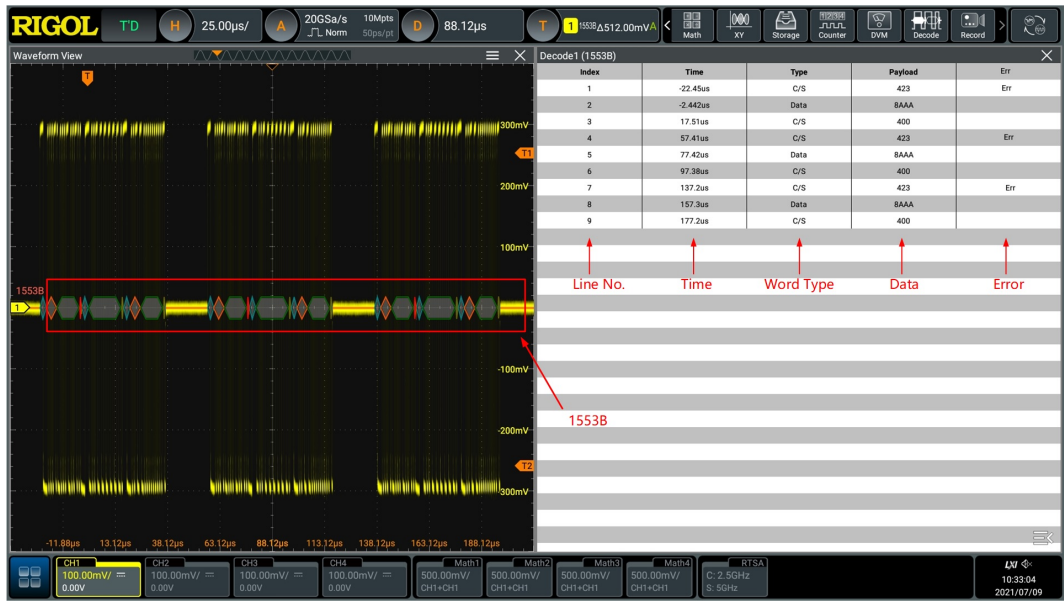 RIGOL T'D H 25.00µs/ A 20GSa/s 10Mpts Norm 50ps/pt D 88.12µs T 1 1553B Δ512.00mV A < Math XY Storage Counter DVM Decode Record >
Waveform View
T
300mV
T1
200mV
100mV
1553B
1
-100mV
-200mV
T2
-300mV
-11.88µs 13.12µs 38.12µs 63.12µs 88.12µs 113.12µs 138.12µs 163.12µs 188.12µs
Decode1 (1553B)
Index Time Type Payload Err
1 -22.45us C/S 423 Err
2 -2.442us Data 8AAA
3 17.51us C/S 400
4 57.41us C/S 423 Err
5 77.42us Data 8AAA
6 97.38us C/S 400
7 137.2us C/S 423 Err
8 157.3us Data 8AAA
9 177.2us C/S 400
Line No. Time Word Type Data Error
1553B
CH1 CH2 CH3 CH4 Math1 Math2 Math3 Math4 RTSA LXI
100.00mV/ 100.00mV/ 100.00mV/ 100.00mV/ 500.00mV/ 500.00mV/ 500.00mV/ 500.00mV/ C: 2.5GHz 10:33:04
0.00V 0.00V 0.00V 0.00V CH1+CH1 CH1+CH1 CH1+CH1 CH1+CH1 S: 5GHz 2021/07/09